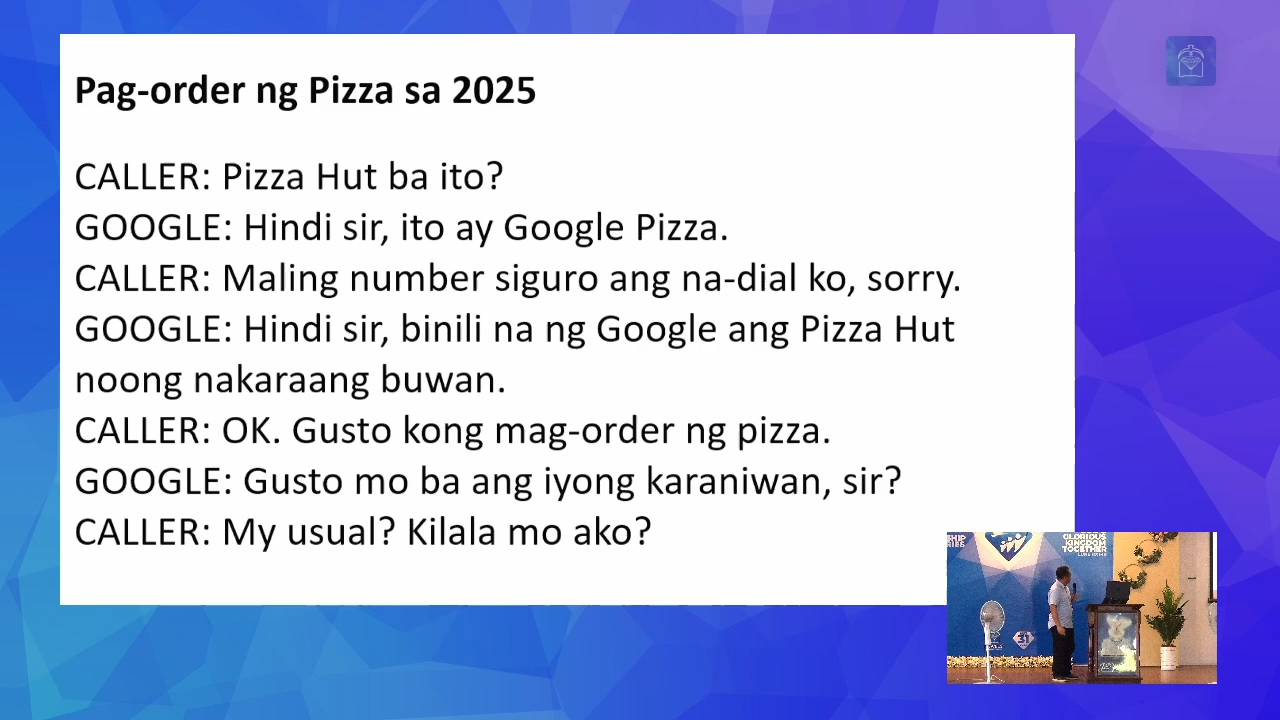 Pag-order ng Pizza sa 2025
CALLER: Pizza Hut ba ito?
GOOGLE: Hindi sir, ito ay Google Pizza.
CALLER: Maling number siguro ang na-dial ko, sorry.
GOOGLE: Hindi sir, binili na ng Google ang Pizza Hut
noong nakaraang buwan.
CALLER: OK. Gusto kong mag-order ng pizza.
GOOGLE: Gusto mo ba ang iyong karaniwan, sir?
CALLER: My usual? Kilala mo ako?
GLORIOUS
KINGDOM
TOGETHER
31